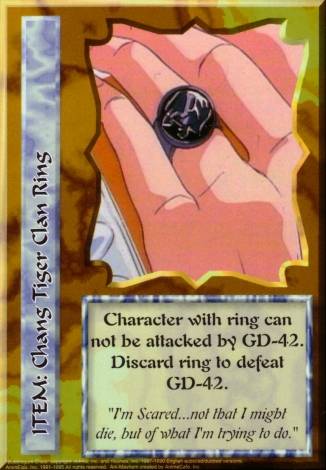 ITEM: Chang Tiger Clan Ring
Character with ring can
not be attacked by GD-42.
Discard ring to defeat
GD-42.
"I'm Scared...not that I might
die, but of what I'm trying to do."